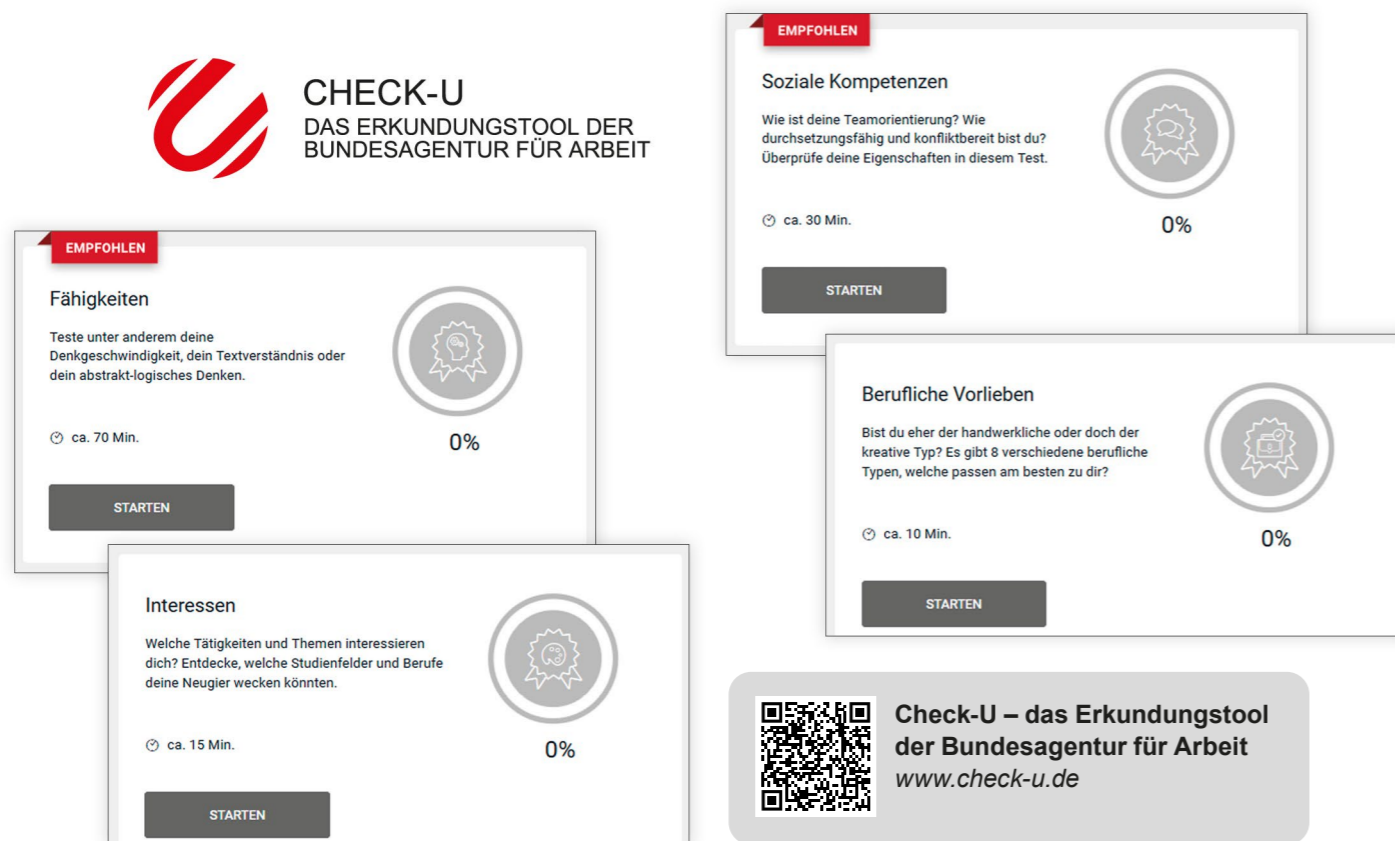 CHECK-U
DAS ERKUNDUNGSTOOL DER
BUNDESAGENTUR FÜR ARBEIT
EMPFOHLEN
Fähigkeiten
Teste unter anderem deine
Denkgeschwindigkeit, dein Textverständnis oder
dein abstrakt-logisches Denken.
ca. 70 Min.
0%
STARTEN
Interessen
Welche Tätigkeiten und Themen interessieren
dich? Entdecke, welche Studienfelder und Berufe
deine Neugier wecken könnten.
ca. 15 Min.
0%
STARTEN
EMPFOHLEN
Soziale Kompetenzen
Wie ist deine Teamorientierung? Wie
durchsetzungsfähig und konfliktbereit bist du?
Überprüfe deine Eigenschaften in diesem Test.
ca. 30 Min.
0%
STARTEN
Berufliche Vorlieben
Bist du eher der handwerkliche oder doch der
kreative Typ? Es gibt 8 verschiedene berufliche
Typen, welche passen am besten zu dir?
ca. 10 Min.
0%
STARTEN
Check-U – das Erkundungstool
der Bundesagentur für Arbeit
www.check-u.de